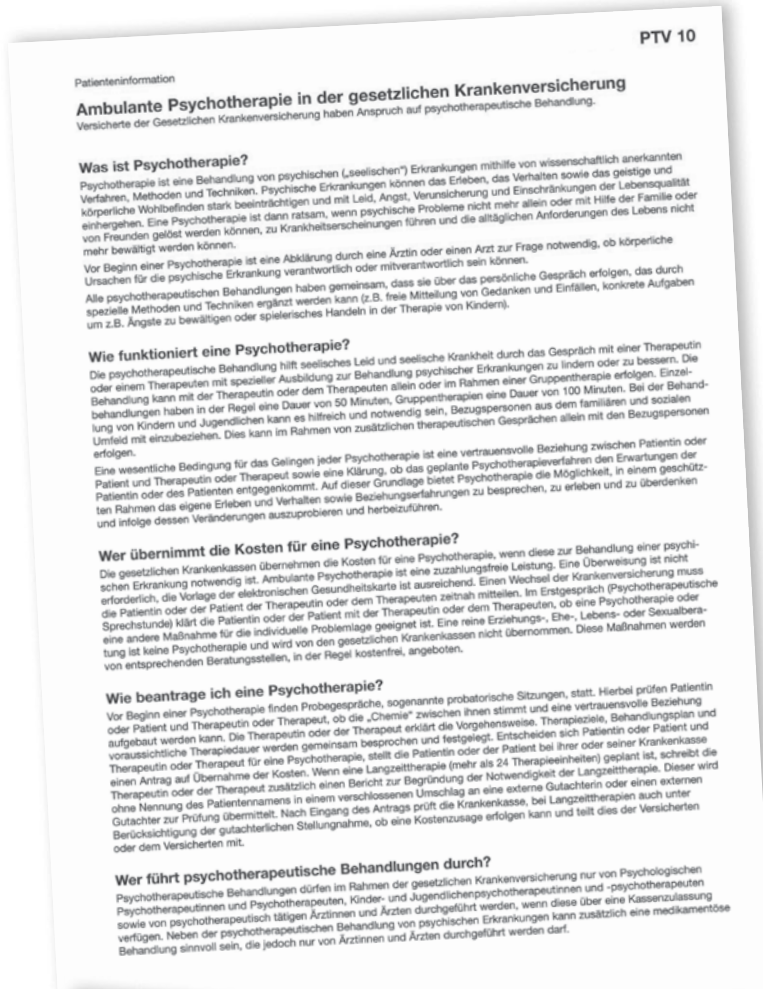 PTV 10
Patienteninformation
Ambulante Psychotherapie in der gesetzlichen Krankenversicherung
Versicherte der Gesetzlichen Krankenversicherung haben Anspruch auf psychotherapeutische Behandlung.
Was ist Psychotherapie?
Psychotherapie ist eine Behandlung von psychischen („seelischen“) Erkrankungen mithilfe von wissenschaftlich anerkannten
Verfahren, Methoden und Techniken. Psychische Erkrankungen können das Erleben, das Verhalten sowie das geistige und
körperliche Wohlbefinden stark beeinträchtigen und mit Leid, Angst, Verunsicherung und Einschränkungen der Lebensqualität
einhergehen. Eine Psychotherapie ist dann ratsam, wenn psychische Probleme nicht mehr allein oder mit Hilfe der Familie oder
von Freunden gelöst werden können, zu Krankheitserscheinungen führen und die alltäglichen Anforderungen des Lebens nicht
mehr bewältigt werden können.
Vor Beginn einer Psychotherapie ist eine Abklärung durch eine Ärztin oder einen Arzt zur Frage notwendig, ob körperliche
Ursachen für die psychische Erkrankung verantwortlich oder mitverantwortlich sein können.
Alle psychotherapeutischen Behandlungen haben gemeinsam, dass sie über das persönliche Gespräch erfolgen, das durch
spezielle Methoden und Techniken ergänzt werden kann (z.B. freie Mitteilung von Gedanken und Einfällen, konkrete Aufgaben
um z.B. Ängste zu bewältigen oder spielerisches Handeln in der Therapie von Kindern).
Wie funktioniert eine Psychotherapie?
Die psychotherapeutische Behandlung hilft seelisches Leid und seelische Krankheit durch das Gespräch mit einer Therapeutin
oder einem Therapeuten mit spezieller Ausbildung zur Behandlung psychischer Erkrankungen zu lindern oder zu bessern. Die
Behandlung kann mit der Therapeutin oder dem Therapeuten allein oder im Rahmen einer Gruppentherapie erfolgen. Einzel-
behandlungen haben in der Regel eine Dauer von 50 Minuten, Gruppentherapien eine Dauer von 100 Minuten. Bei der Behand-
lung von Kindern und Jugendlichen kann es hilfreich und notwendig sein, Bezugspersonen aus dem familiären und sozialen
Umfeld mit einzubeziehen. Dies kann im Rahmen von zusätzlichen therapeutischen Gesprächen allein mit den Bezugspersonen
erfolgen.
Eine wesentliche Bedingung für das Gelingen jeder Psychotherapie ist eine vertrauensvolle Beziehung zwischen Patientin oder
Patient und Therapeutin oder Therapeut sowie eine Klärung, ob das geplante Psychotherapieverfahren den Erwartungen der
Patientin oder des Patienten entgegenkommt. Auf dieser Grundlage bietet Psychotherapie die Möglichkeit, in einem geschütz-
ten Rahmen das eigene Erleben und Verhalten sowie Beziehungserfahrungen zu besprechen, zu erleben und zu überdenken
und infolge dessen Veränderungen auszuprobieren und herbeizuführen.
Wer übernimmt die Kosten für eine Psychotherapie?
Die gesetzlichen Krankenkassen übernehmen die Kosten für eine Psychotherapie, wenn diese zur Behandlung einer psychi-
schen Erkrankung notwendig ist. Ambulante Psychotherapie ist eine zuzahlungsfreie Leistung. Eine Überweisung ist nicht
erforderlich, die Vorlage der elektronischen Gesundheitskarte ist ausreichend. Einen Wechsel der Krankenversicherung muss
die Patientin oder der Patient der Therapeutin oder dem Therapeuten zeitnah mitteilen. Im Erstgespräch (Psychotherapeutische
Sprechstunde) klärt die Patientin oder der Patient mit der Therapeutin oder dem Therapeuten, ob eine Psychotherapie oder
eine andere Maßnahme für die individuelle Problemlage geeignet ist. Eine reine Erziehungs-, Ehe-, Lebens- oder Sexualbera-
tung ist keine Psychotherapie und wird von den gesetzlichen Krankenkassen nicht übernommen. Diese Maßnahmen werden
von entsprechenden Beratungsstellen, in der Regel kostenfrei, angeboten.
Wie beantrage ich eine Psychotherapie?
Vor Beginn einer Psychotherapie finden Probegespräche, sogenannte probatorische Sitzungen, statt. Hierbei prüfen Patientin
oder Patient und Therapeutin oder Therapeut, ob die „Chemie“ zwischen ihnen stimmt und eine vertrauensvolle Beziehung
aufgebaut werden kann. Die Therapeutin oder der Therapeut erklärt die Vorgehensweise. Therapieziele, Behandlungsplan und
voraussichtliche Therapiedauer werden gemeinsam besprochen und festgelegt. Entscheiden sich Patientin oder Patient und
Therapeutin oder Therapeut für eine Psychotherapie, stellt die Patientin oder der Patient bei ihrer oder seiner Krankenkasse
einen Antrag auf Übernahme der Kosten. Wenn eine Langzeittherapie (mehr als 24 Therapieeinheiten) geplant ist, schreibt die
Therapeutin oder der Therapeut zusätzlich einen Bericht zur Begründung der Notwendigkeit der Langzeittherapie. Dieser wird
ohne Nennung des Patientennamens in einem verschlossenen Umschlag an eine externe Gutachterin oder einen externen
Gutachter zur Prüfung übermittelt. Nach Eingang des Antrags prüft die Krankenkasse, bei Langzeittherapien auch unter
Berücksichtigung der gutachterlichen Stellungnahme, ob eine Kostenzusage erfolgen kann und teilt dies der Versicherten
oder dem Versicherten mit.
Wer führt psychotherapeutische Behandlungen durch?
Psychotherapeutische Behandlungen dürfen im Rahmen der gesetzlichen Krankenversicherung nur von Psychologischen
Psychotherapeutinnen und Psychotherapeuten, Kinder- und Jugendlichenpsychotherapeutinnen und -psychotherapeuten
sowie von psychotherapeutisch tätigen Ärztinnen und Ärzten durchgeführt werden, wenn diese über eine Kassenzulassung
verfügen. Neben der psychotherapeutischen Behandlung von psychischen Erkrankungen kann zusätzlich eine medikamentöse
Behandlung sinnvoll sein, die jedoch nur von Ärztinnen und Ärzten durchgeführt werden darf.